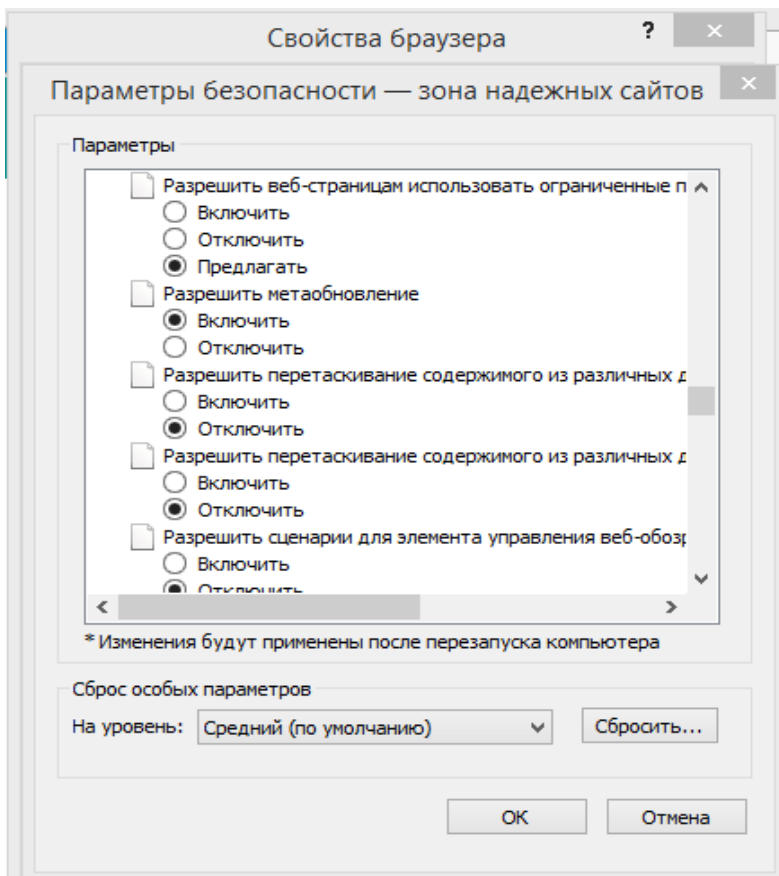 Свойства браузера
?
Параметры безопасности — зона надежных сайтов
Параметры
Разрешить веб-страницам использовать ограниченные п
Включить
Отключить
Предлагать
Разрешить метаобновление
Включить
Отключить
Разрешить перетаскивание содержимого из различных д
Включить
Отключить
Разрешить перетаскивание содержимого из различных д
Включить
Отключить
Разрешить сценарии для элемента управления веб-обозр
Включить
Отключить
* Изменения будут применены после перезапуска компьютера
Сброс особых параметров
На уровень: Средний (по умолчанию) Сбросить...
ОК Отмена